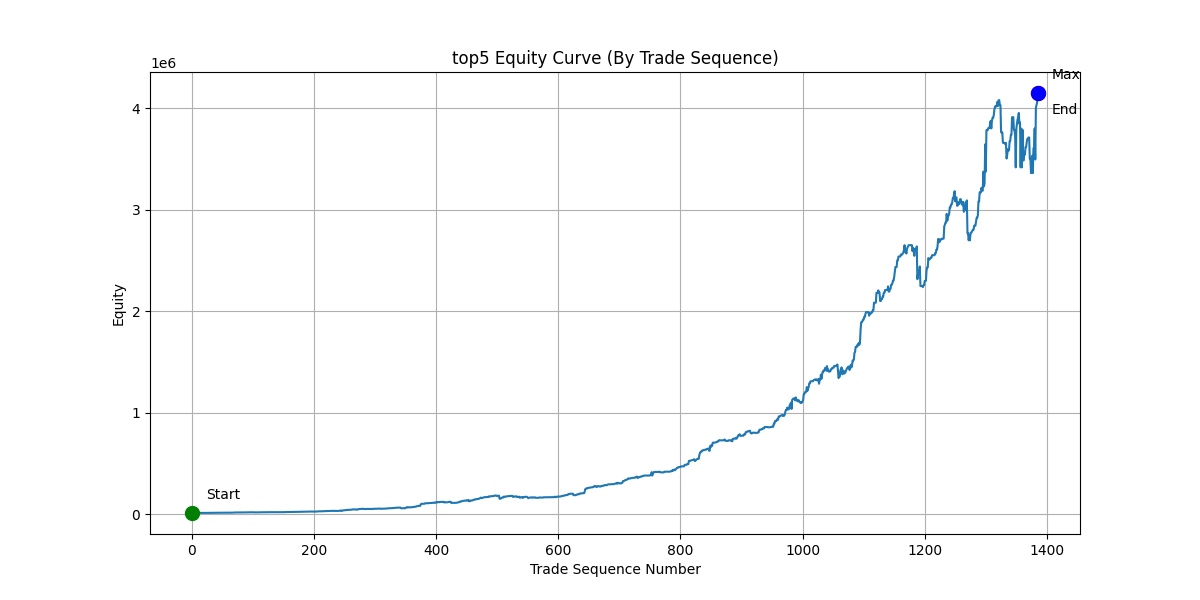 top5 Equity Curve (By Trade Sequence)
1e6
Max
End
4
3
Equity
2
1
Start
0
0 200 400 600 800 1000 1200 1400
Trade Sequence Number